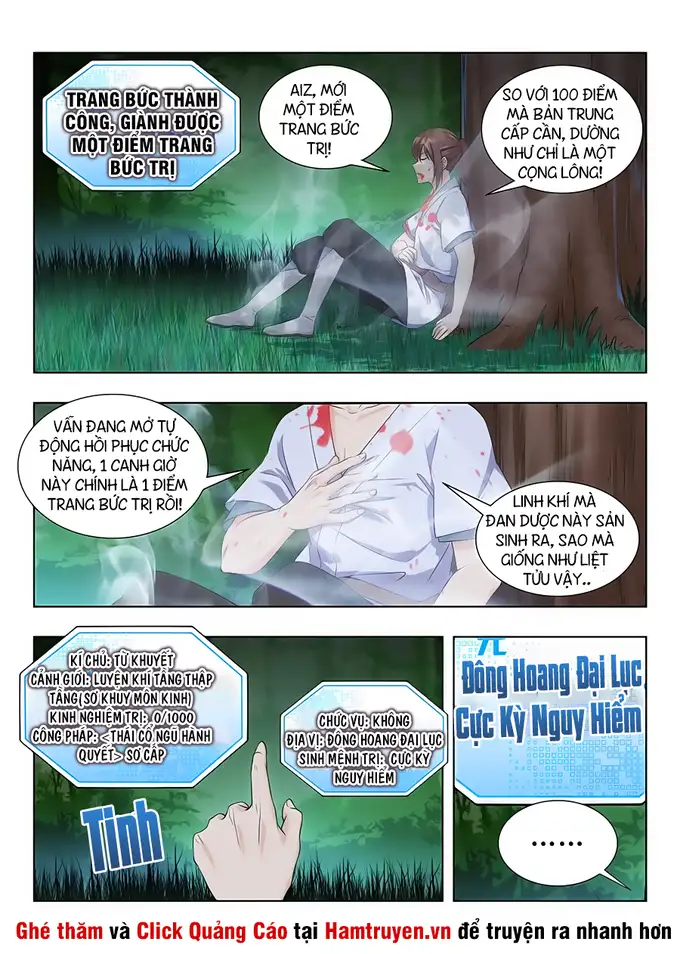 TRANG BỨC THÀNH
CÔNG, GIÀNH ĐƯỢC
MỘT ĐIỂM TRANG
BỨC TRỊ
AIZ, MỚI
MỘT ĐIỂM
TRANG BỨC
TRỊ!
SO VỚI 100 ĐIỂM
MÀ BẢN TRUNG
CẤP CẦN, DƯỜNG
NHƯ CHỈ LÀ MỘT
CỌNG LÔNG!
VẪN ĐANG MỞ TỰ
ĐỘNG HỒI PHỤC CHỨC
NĂNG, 1 CANH GIỜ
NÀY CHÍNH LÀ 1 ĐIỂM
TRANG BỨC TRỊ RỒI!
LINH KHÍ MÀ
ĐAN DƯỢC NÀY SẢN
SINH RA, SAO MÀ
GIỐNG NHƯ LIỆT
TỬU VẬY..
KÍ CHỦ: TỪ KHUYẾT
CẢNH GIỚI: LUYỆN KHÍ TẦNG THẬP
TẦNG(SƠ KHUY MÔN KINH)
KINH NGHIỆM TRỊ: 0/1000
CÔNG PHÁP: <THÁI CỔ NGŨ HÀNH
QUYẾT> SƠ CẤP
CHỨC VỤ: KHÔNG
ĐỊA VỊ: ĐÔNG HOANG ĐẠI LỤC
SINH MỆNH TRỊ: CỰC KỲ
NGUY HIỂM
Tinh
Đông Hoang Đại Lục
Cực Kỳ Nguy Hiểm
......
Ghé thăm và Click Quảng Cáo tại Hamtruyen.vn để truyện ra nhanh hơn